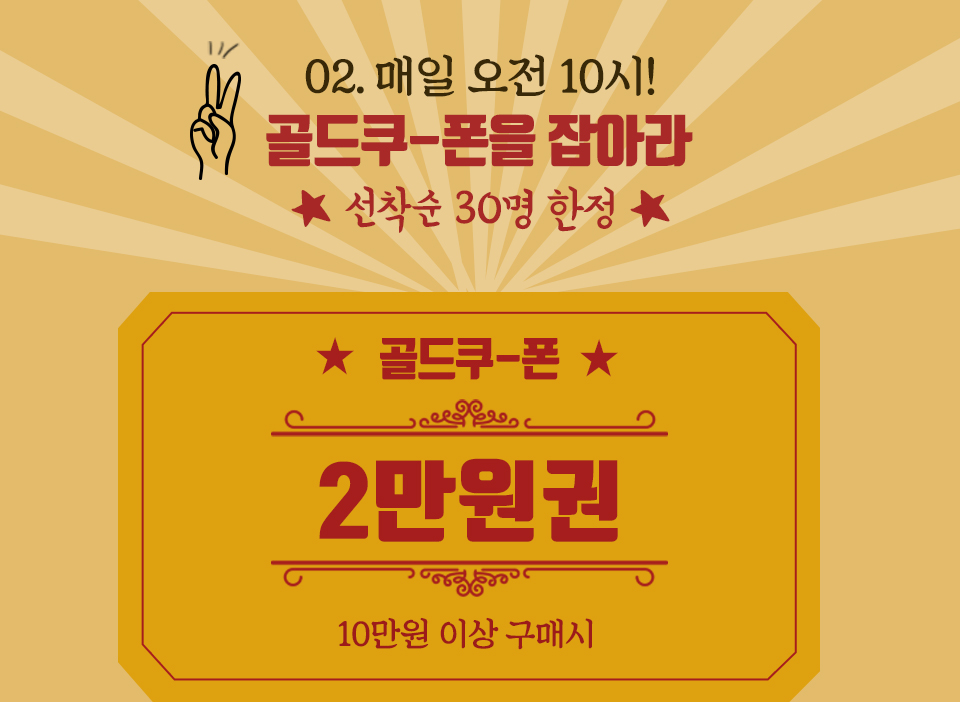 02. 매일 오전 10시!
골드쿠-폰을 잡아라
★ 선착순 30명 한정 ★
★ 골드쿠-폰 ★
2만원권
10만원 이상 구매시